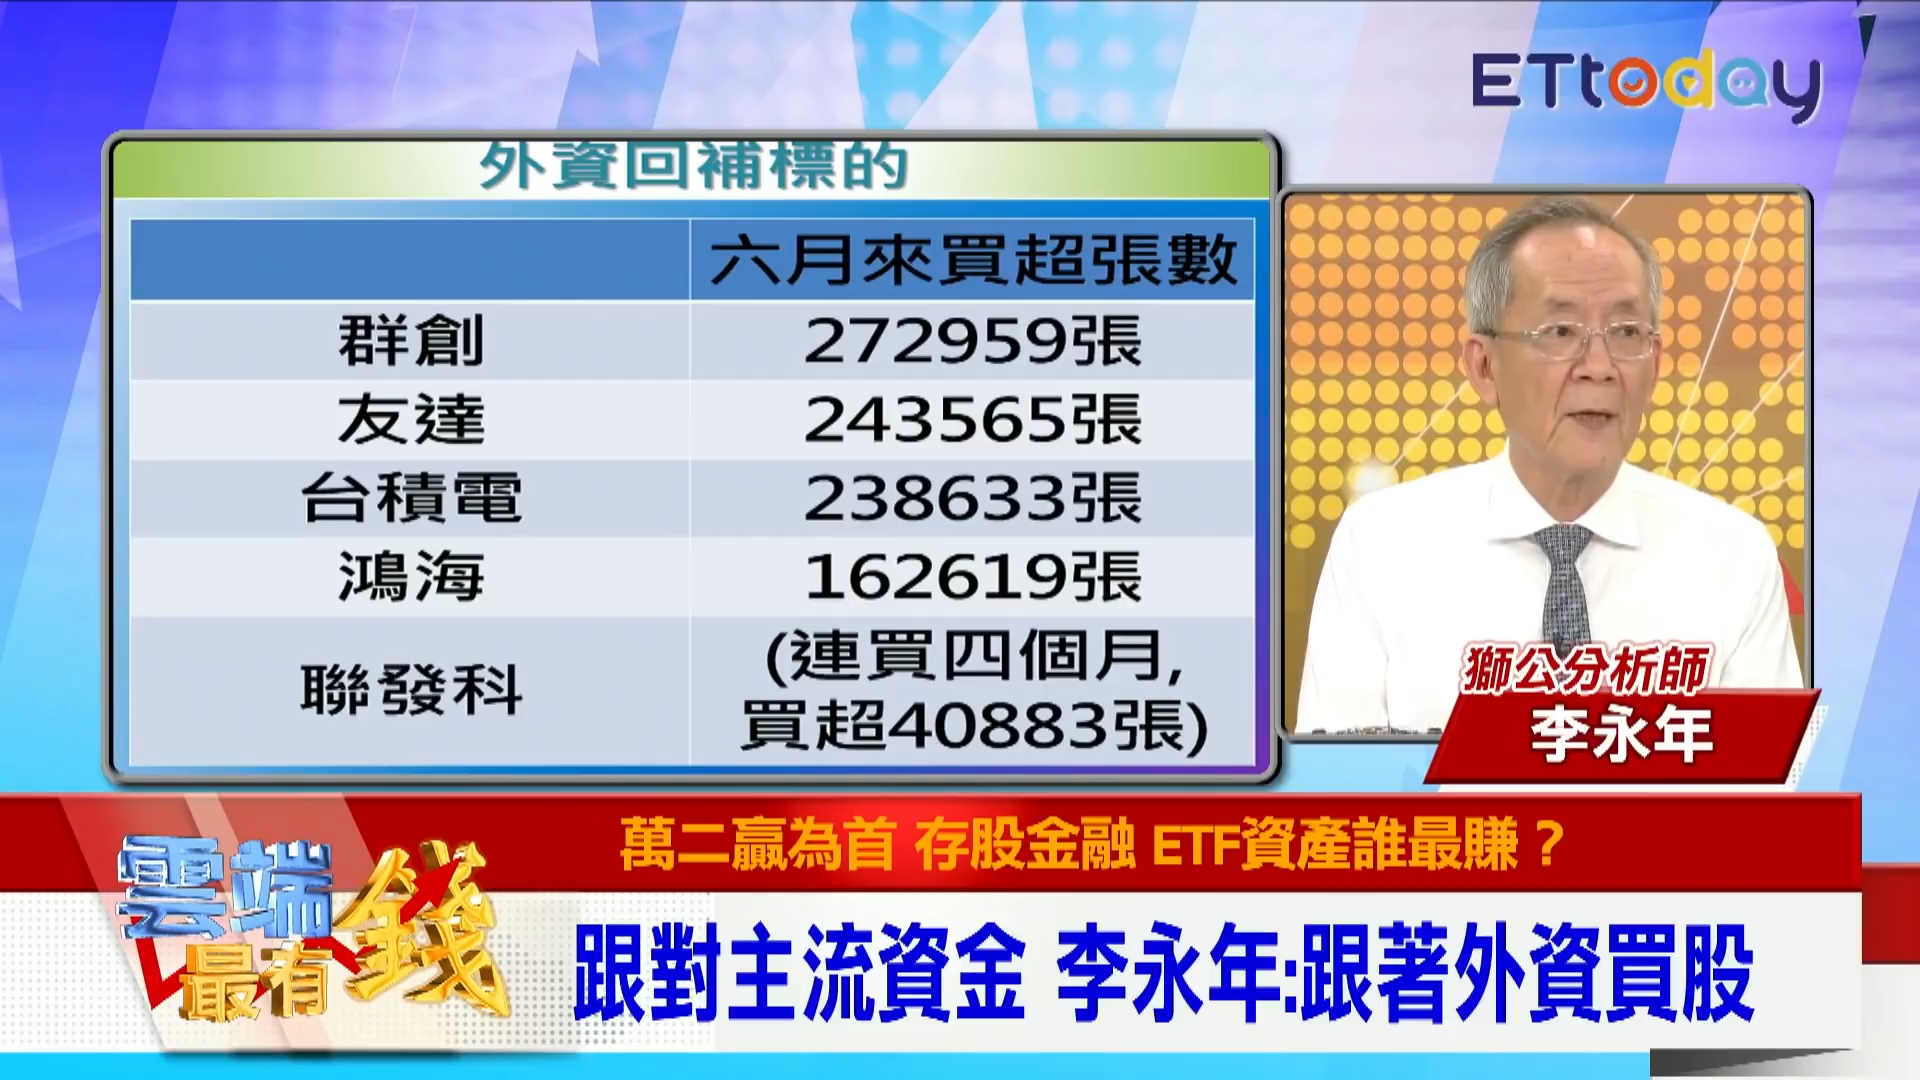 ETtoday
外資回補標的
六月來買超張數
群創 272959張
友達 243565張
台積電 238633張
鴻海 162619張
聯發科 (連買四個月,
買超40883張)
獅公分析師
李永年
萬二贏為首 存股金融 ETF資產誰最賺？
雲端
最有錢
跟對主流資金 李永年:跟著外資買股